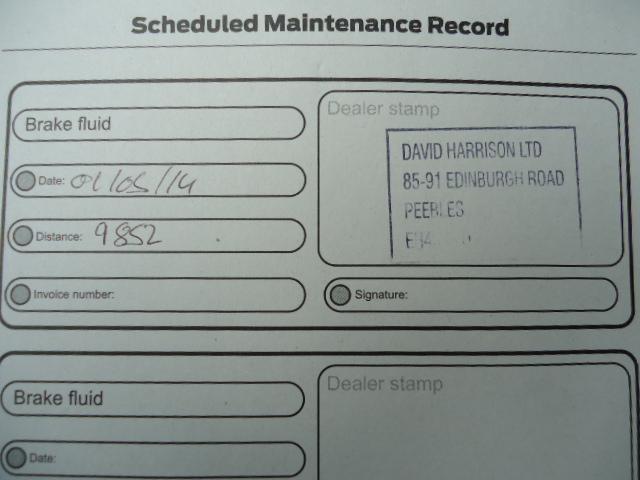 Scheduled Maintenance Record
Brake fluid
Dealer stamp
Date: 01/05/14
DAVID HARRISON LTD
85-91 EDINBURGH ROAD
PEEBLES
Distance: 9852
Invoice number:
Signature:
Brake fluid
Dealer stamp
Date: